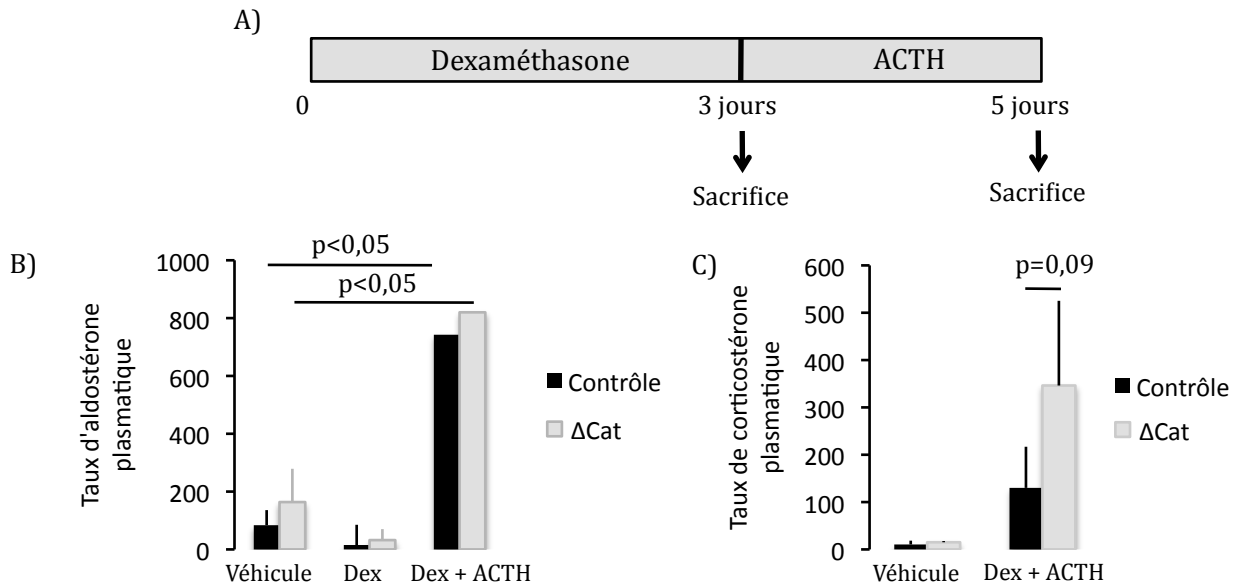 A)
Dexaméthasone ACTH
0 3 jours 5 jours
Sacrifice Sacrifice
B)
p<0,05
p<0,05
Taux d'aldostérone
plasmatique
1000
800
600
400
200
0
Véhicule Dex Dex + ACTH
Contrôle
ΔCat
C)
p=0,09
Taux de corticostérone
plasmatique
600
500
400
300
200
100
0
Véhicule Dex + ACTH
Contrôle
ΔCat